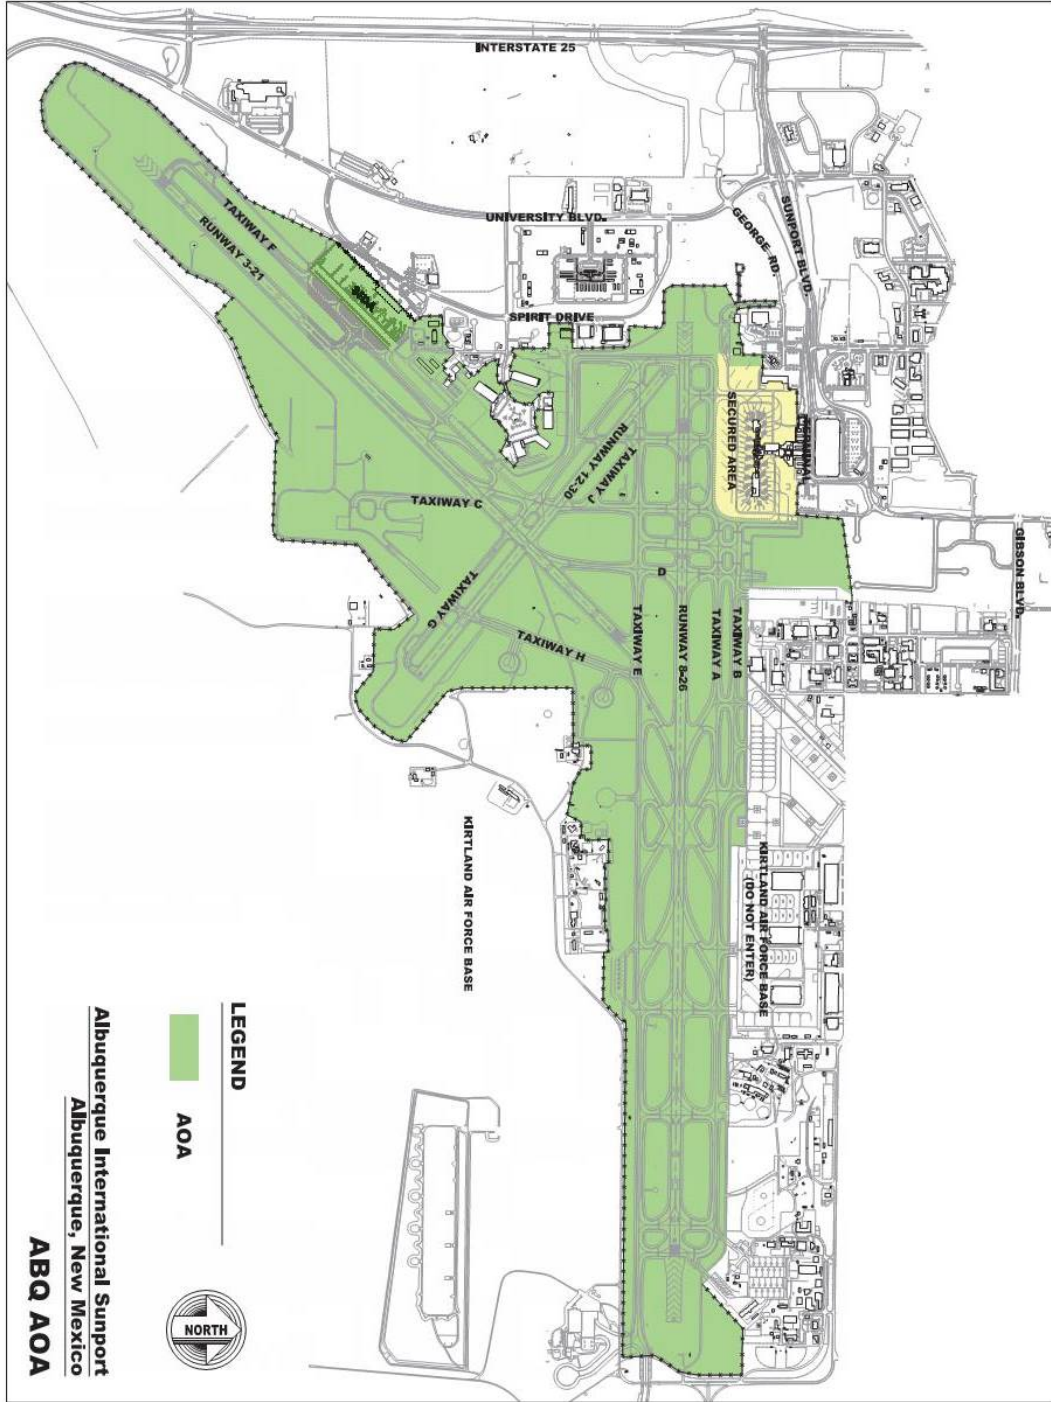 INTERSTATE 25
UNIVERSITY BLVD.
GEORGE RD.
SUNPORT BLVD.
SPIRIT DRIVE
TAXIWAY F
RUNWAY 3-21
SIDA
SECURED AREA
TERMINAL
RUNWAY 12-30
TAXIWAY J
TAXIWAY C
GIBSON BLVD.
D
TAXIWAY G
TAXIWAY H
TAXIWAY E
RUNWAY 8-26
TAXIWAY A
TAXIWAY B
KIRTLAND AIR FORCE BASE
KIRTLAND AIR FORCE BASE
(DO NOT ENTER)
LEGEND
AOA
NORTH
Albuquerque International Sunport
Albuquerque, New Mexico
ABQ AOA